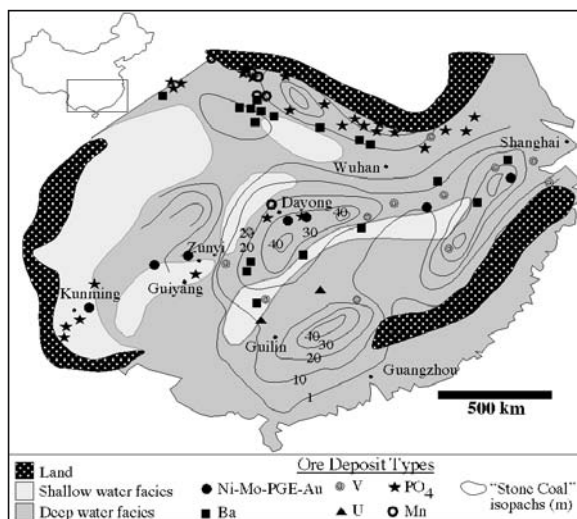 Shanghai
Wuhan
Dayong
40
20
30
20
40
Zunyi
Kunming
Guiyang
Guilin
40
30
20
10
Guangzhou
1
500 km
Ore Deposit Types
Land
Shallow water facies
Deep water facies
Ni-Mo-PGE-Au
Ba
V
U
PO4
Mn
"Stone Coal"
isopachs (m)